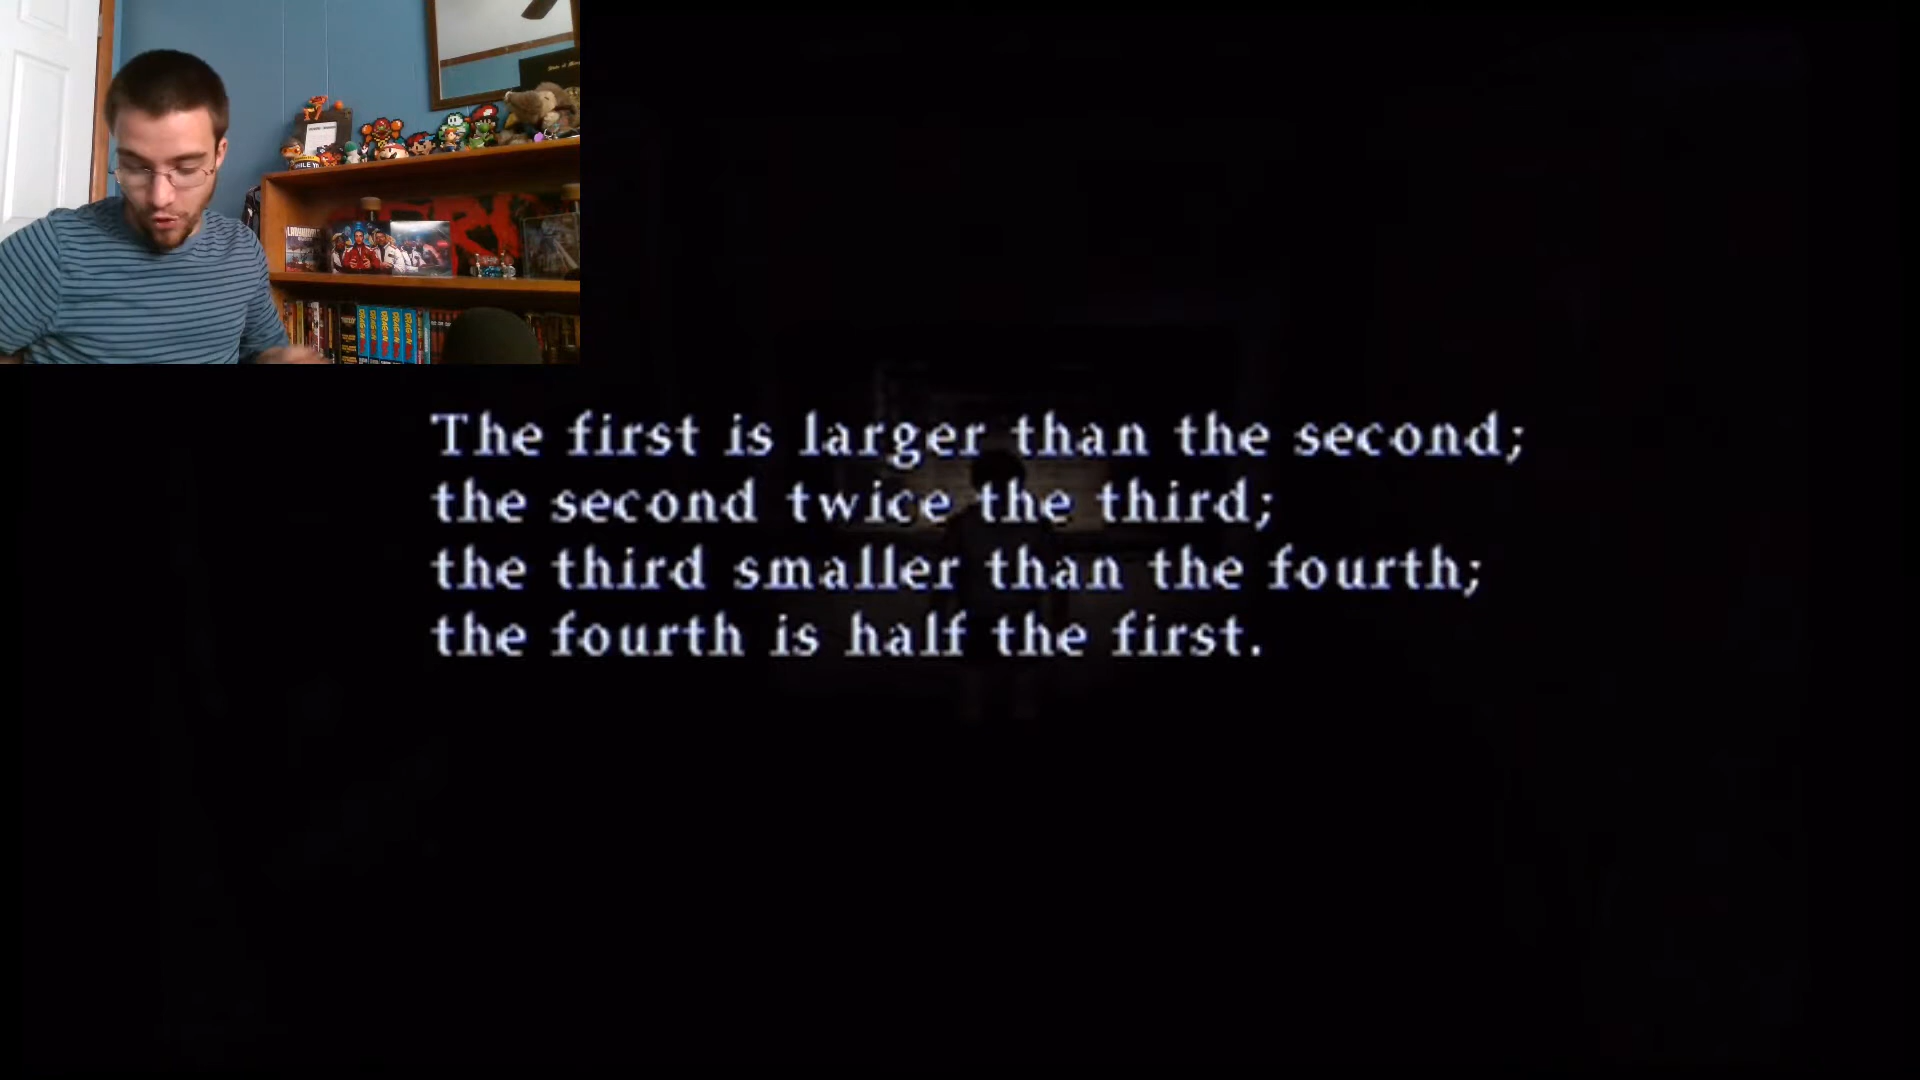 The first is larger than the second;
the second twice the third;
the third smaller than the fourth;
the fourth is half the first.